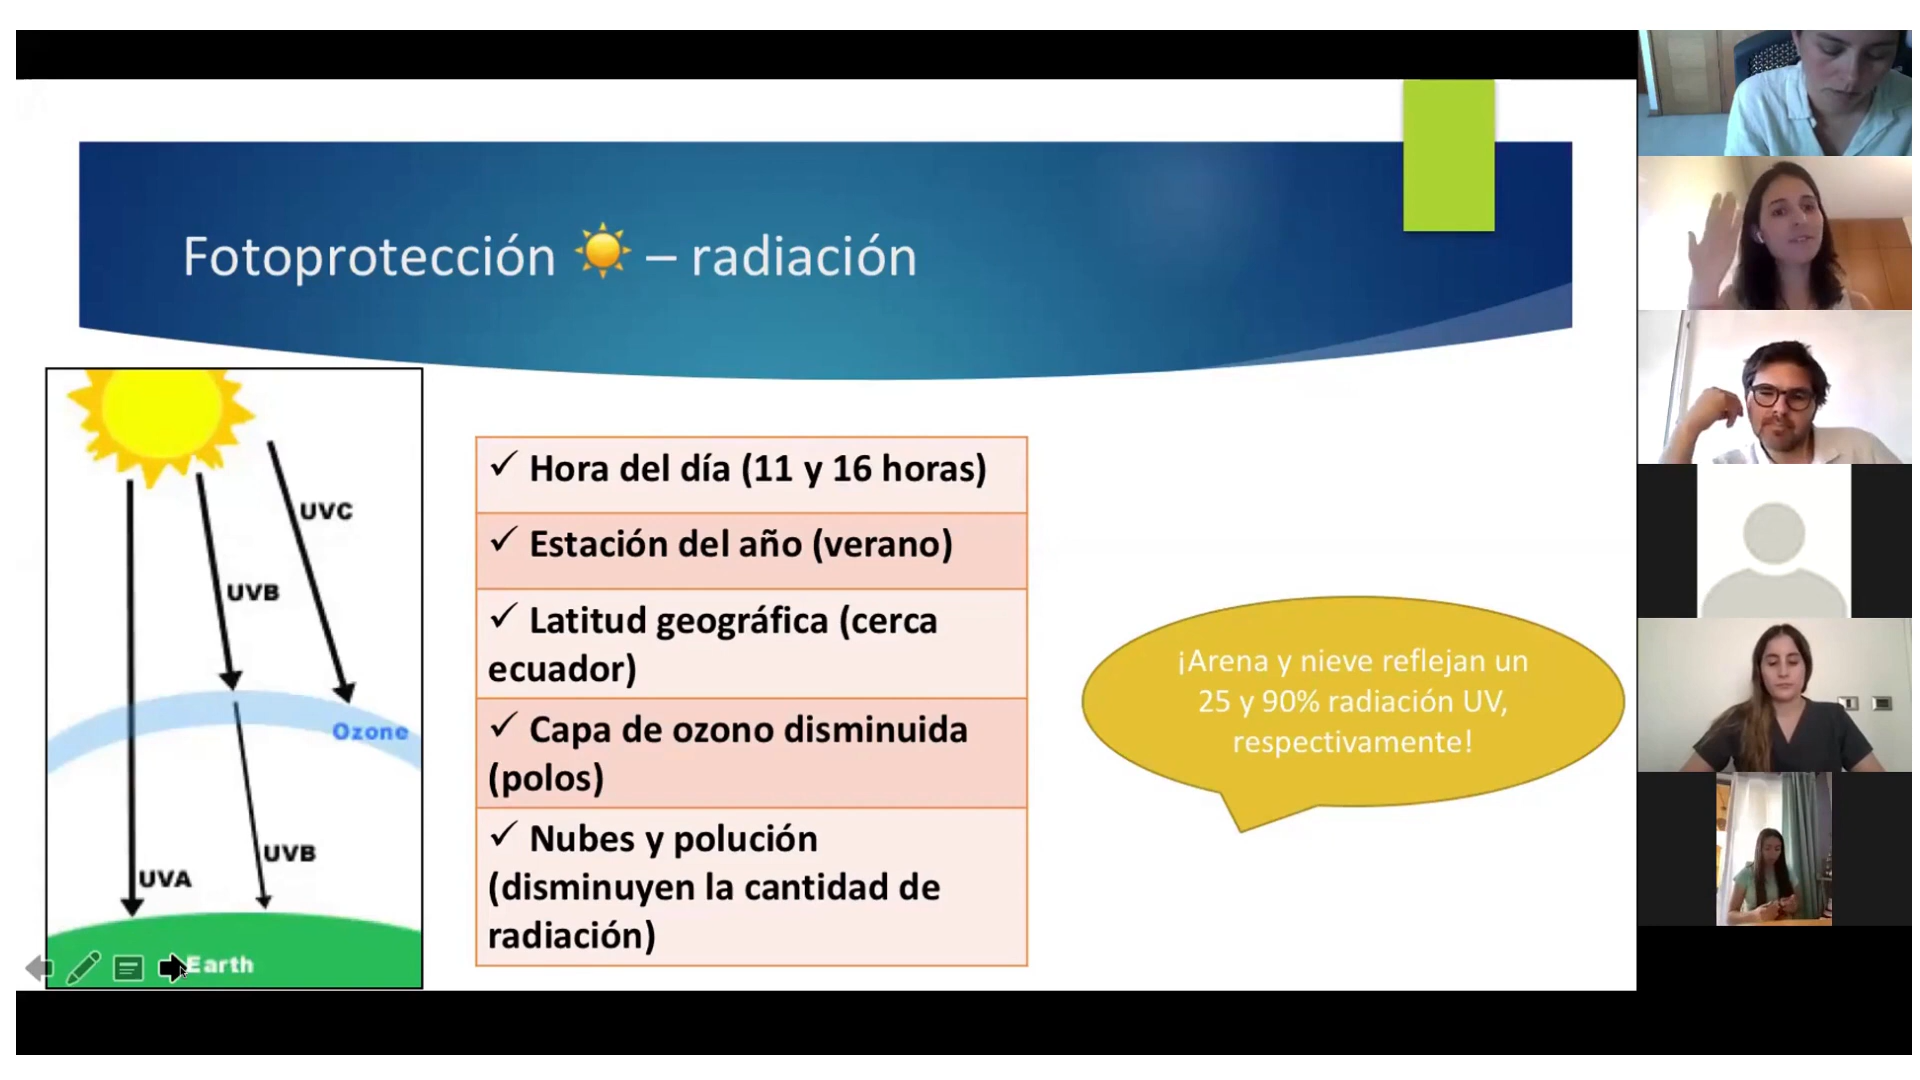 Fotoprotección ☀ – radiación
UVC
UVB
Ozone
UVB
UVA
Earth
✓ Hora del día (11 y 16 horas)
✓ Estación del año (verano)
✓ Latitud geográfica (cerca
ecuador)
✓ Capa de ozono disminuida
(polos)
✓ Nubes y polución
(disminuyen la cantidad de
radiación)
¡Arena y nieve reflejan un
25 y 90% radiación UV,
respectivamente!